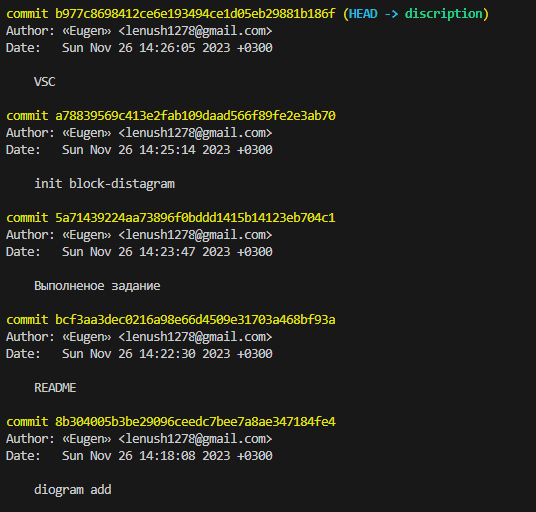 commit b977c8698412ce6e193494ce1d05eb29881b186f (HEAD -> discription)
Author: «Eugen» <lenush1278@gmail.com>
Date:   Sun Nov 26 14:26:05 2023 +0300
VSC
commit a78839569c413e2fab109daad566f89fe2e3ab70
Author: «Eugen» <lenush1278@gmail.com>
Date:   Sun Nov 26 14:25:14 2023 +0300
init block-distagram
commit 5a71439224aa73896f0bddd1415b14123eb704c1
Author: «Eugen» <lenush1278@gmail.com>
Date:   Sun Nov 26 14:23:47 2023 +0300
Выполненое задание
commit bcf3aa3dec0216a98e66d4509e31703a468bf93a
Author: «Eugen» <lenush1278@gmail.com>
Date:   Sun Nov 26 14:22:30 2023 +0300
README
commit 8b304005b3be29096ceedc7bee7a8ae347184fe4
Author: «Eugen» <lenush1278@gmail.com>
Date:   Sun Nov 26 14:18:08 2023 +0300
diogram add